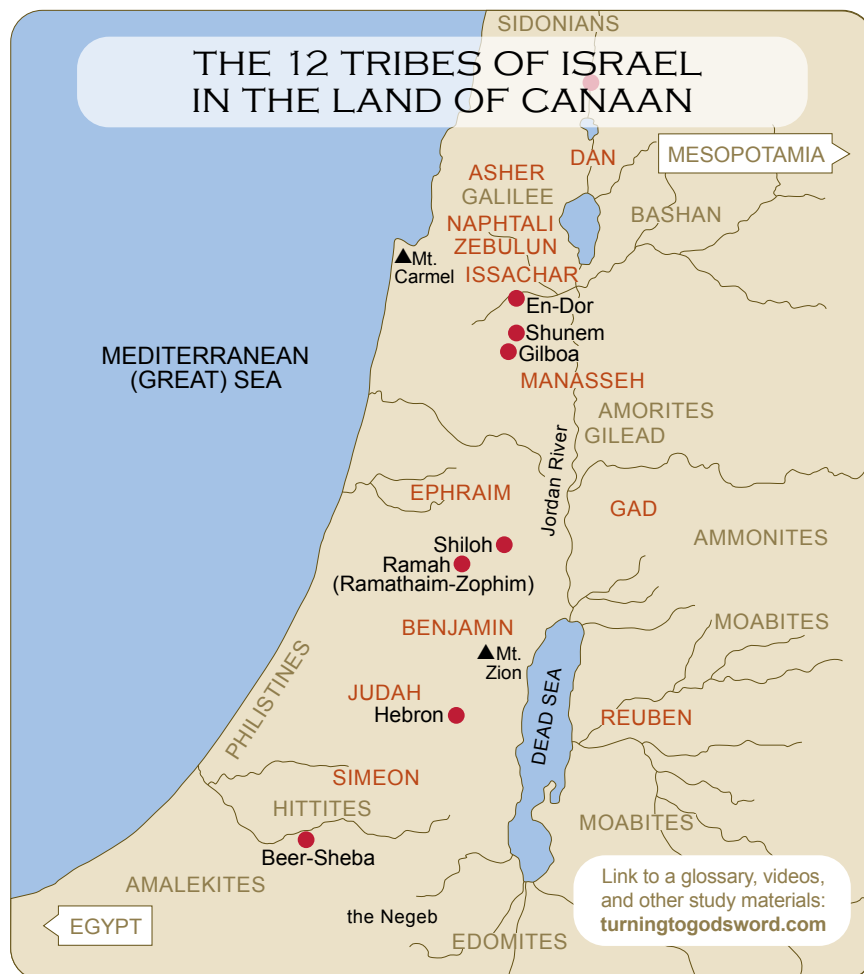 SIDONIANS
THE 12 TRIBES OF ISRAEL
IN THE LAND OF CANAAN
DAN
MESOPOTAMIA
ASHER
GALILEE
BASHAN
NAPHTALI
ZEBULUN
Mt.
Carmel
ISSACHAR
En-Dor
Shunem
Gilboa
MEDITERRANEAN
(GREAT) SEA
MANASSEH
AMORITES
GILEAD
Jordan River
EPHRAIM
GAD
AMMONITES
Shiloh
Ramah
(Ramathaim-Zophim)
MOABITES
BENJAMIN
Mt.
Zion
PHILISTINES
JUDAH
Hebron
DEAD SEA
REUBEN
SIMEON
HITTITES
MOABITES
Beer-Sheba
AMALEKITES
the Negeb
EGYPT
EDOMITES
Link to a glossary, videos,
and other study materials:
turningtogodsword.com